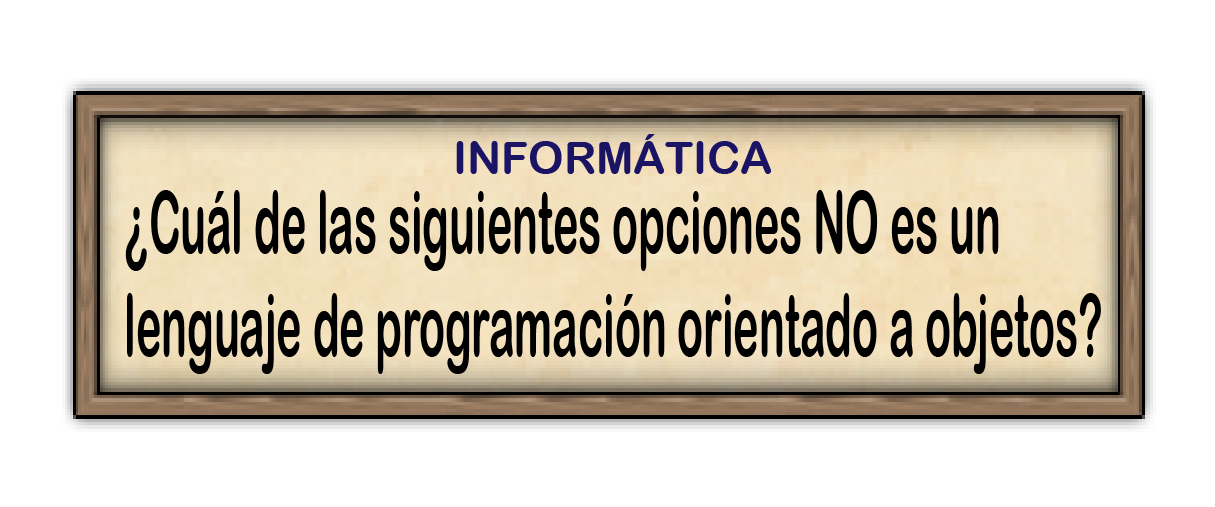 INFORMÁTICA
¿Cuál de las siguientes opciones NO es un
lenguaje de programación orientado a objetos?